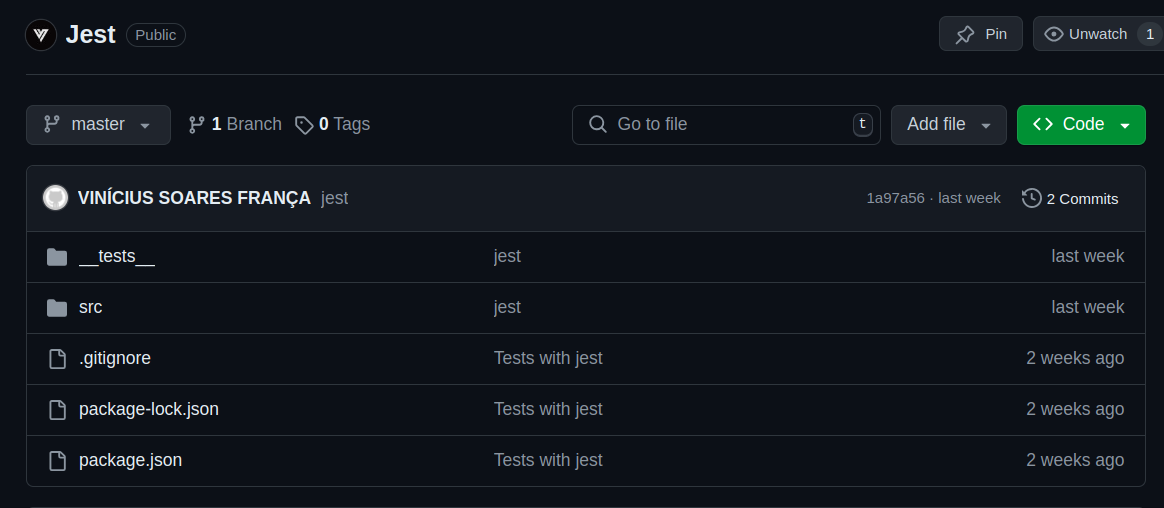 Jest Public Pin Unwatch 1
master 1 Branch 0 Tags Go to file t Add file Code
VINÍCIUS SOARES FRANÇA jest 1a97a56 · last week 2 Commits
__tests__ jest last week
src jest last week
.gitignore Tests with jest 2 weeks ago
package-lock.json Tests with jest 2 weeks ago
package.json Tests with jest 2 weeks ago